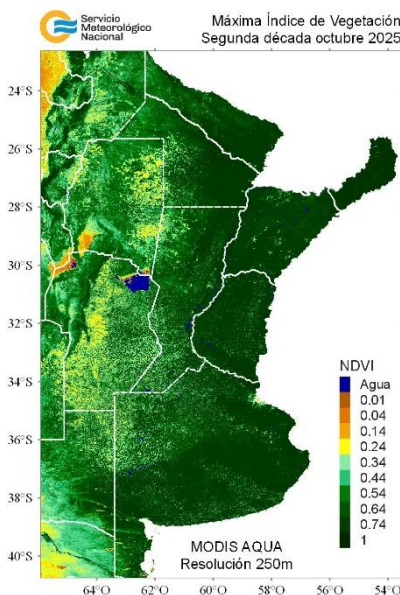 Servicio
Meteorológico
Nacional
Máxima Índice de Vegetación
Segunda década octubre 2025
24°S
26°S
28°S
30°S
32°S
34°S
36°S
38°S
40°S
NDVI
Agua
0.01
0.04
0.14
0.24
0.34
0.44
0.54
0.64
0.74
1
MODIS AQUA
Resolución 250m
64°O
62°O
60°O
58°O
56°O
54°O